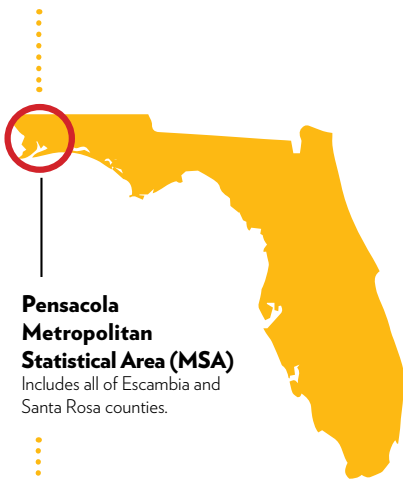 Pensacola
Metropolitan
Statistical Area (MSA)
Includes all of Escambia and
Santa Rosa counties.